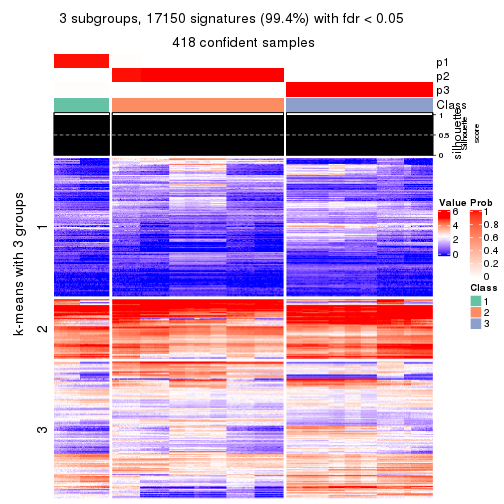 3 subgroups, 17150 signatures (99.4%) with fdr < 0.05
418 confident samples
p1
p2
p3
Class
1
0.5
0
silhouette
Silhouette
score
k-means with 3 groups
1
2
3
Value
6
4
2
0
Prob
1
0.8
0.6
0.4
0.2
0
Class
1
2
3